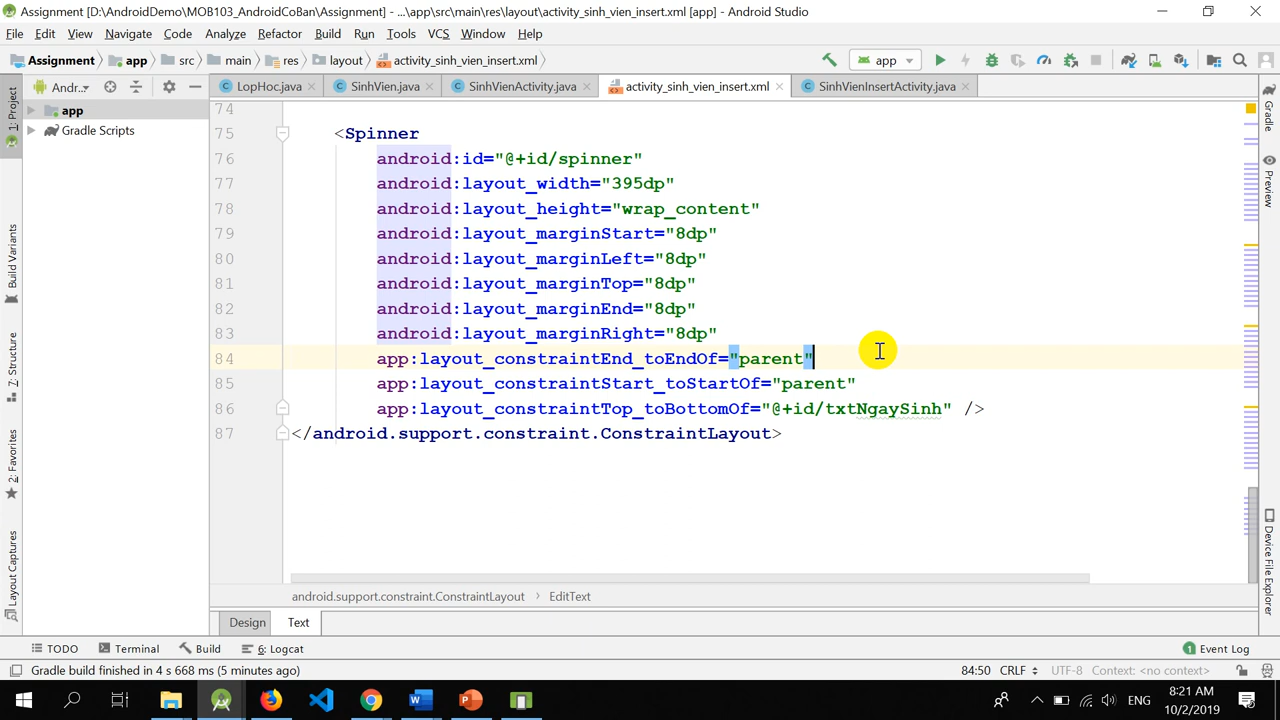 Assignment [D:\AndroidDemo\MOB103_AndroidCoBan\Assignment] - ...\app\src\main\res\layout\activity_sinh_vien_insert.xml [app] - Android Studio
File Edit View Navigate Code Analyze Refactor Build Run Tools VCS Window Help
Assignment app src main res layout activity_sinh_vien_insert.xml app
1: Project
Andr..
LopHoc.java SinhVien.java SinhVienActivity.java activity_sinh_vien_insert.xml SinhVienInsertActivity.java
Gradle
app
Gradle Scripts
74
75 <Spinner
76 android:id="@+id/spinner"
77 android:layout_width="395dp"
78 android:layout_height="wrap_content"
79 android:layout_marginStart="8dp"
80 android:layout_marginLeft="8dp"
81 android:layout_marginTop="8dp"
82 android:layout_marginEnd="8dp"
83 android:layout_marginRight="8dp"
84 app:layout_constraintEnd_toEndOf="parent"
85 app:layout_constraintStart_toStartOf="parent"
86 app:layout_constraintTop_toBottomOf="@+id/txtNgaySinh" />
87 </android.support.constraint.ConstraintLayout>
Preview
Build Variants
7: Structure
2: Favorites
Layout Captures
Device File Explorer
android.support.constraint.ConstraintLayout › EditText
Design Text
TODO Terminal Build 6: Logcat 1 Event Log
Gradle build finished in 4 s 668 ms (5 minutes ago) 84:50 CRLF UTF-8 Context: <no context>
ENG 8:21 AM
10/2/2019